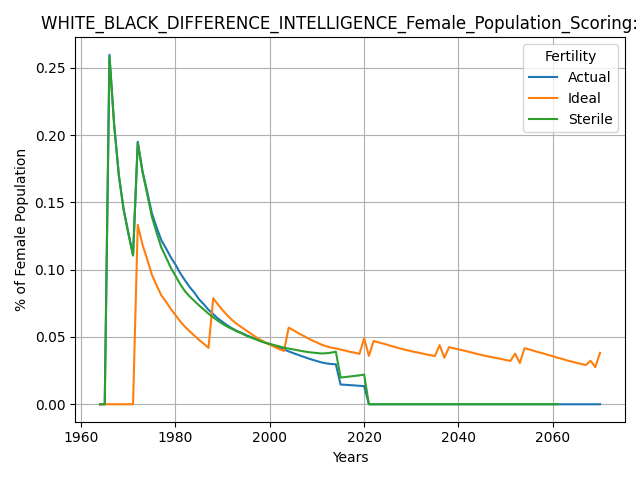 WHITE_BLACK_DIFFERENCE_INTELLIGENCE_Female_Population_Scoring:
Fertility
Actual
Ideal
Sterile
% of Female Population
0.25
0.20
0.15
0.10
0.05
0.00
1960 1980 2000 2020 2040 2060
Years